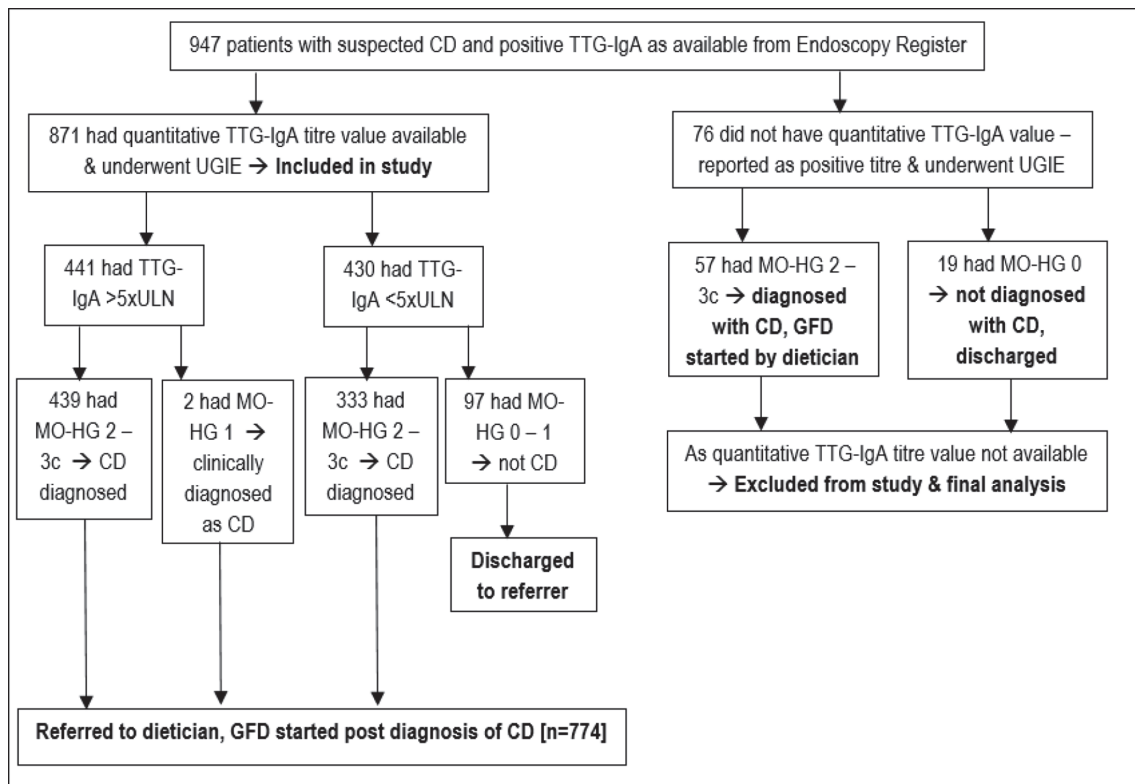 947 patients with suspected CD and positive TTG-IgA as available from Endoscopy Register
871 had quantitative TTG-IgA titre value available
& underwent UGIE → Included in study
76 did not have quantitative TTG-IgA value –
reported as positive titre & underwent UGIE
441 had TTG-
IgA >5xULN
430 had TTG-
IgA <5xULN
57 had MO-HG 2 –
3c → diagnosed
with CD, GFD
started by dietician
19 had MO-HG 0
→ not diagnosed
with CD,
discharged
439 had
MO-HG 2 –
3c → CD
diagnosed
2 had MO-
HG 1 →
clinically
diagnosed
as CD
333 had
MO-HG 2 –
3c → CD
diagnosed
97 had MO-
HG 0 – 1
→ not CD
As quantitative TTG-IgA titre value not available
→ Excluded from study & final analysis
Discharged
to referrer
Referred to dietician, GFD started post diagnosis of CD [n=774]